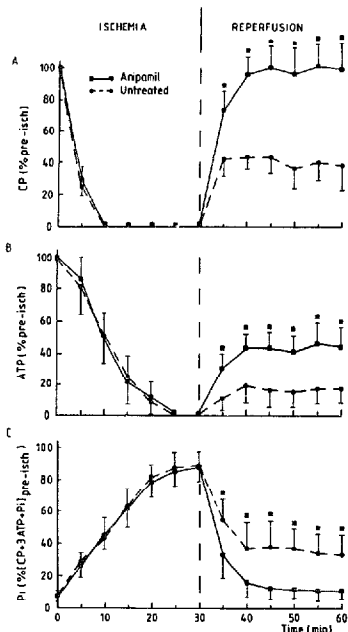 ISCHEMIA REPERFUSION
A
Anipamil
Untreated
CP (% pre-isch)
100
80
60
40
20
0
B
ATP (% pre-isch)
100
80
60
40
20
0
C
Pi (%[CP+3ATP+Pi]pre-isch)
100
80
60
40
20
0
0 10 20 30 40 50 60
Time (min)